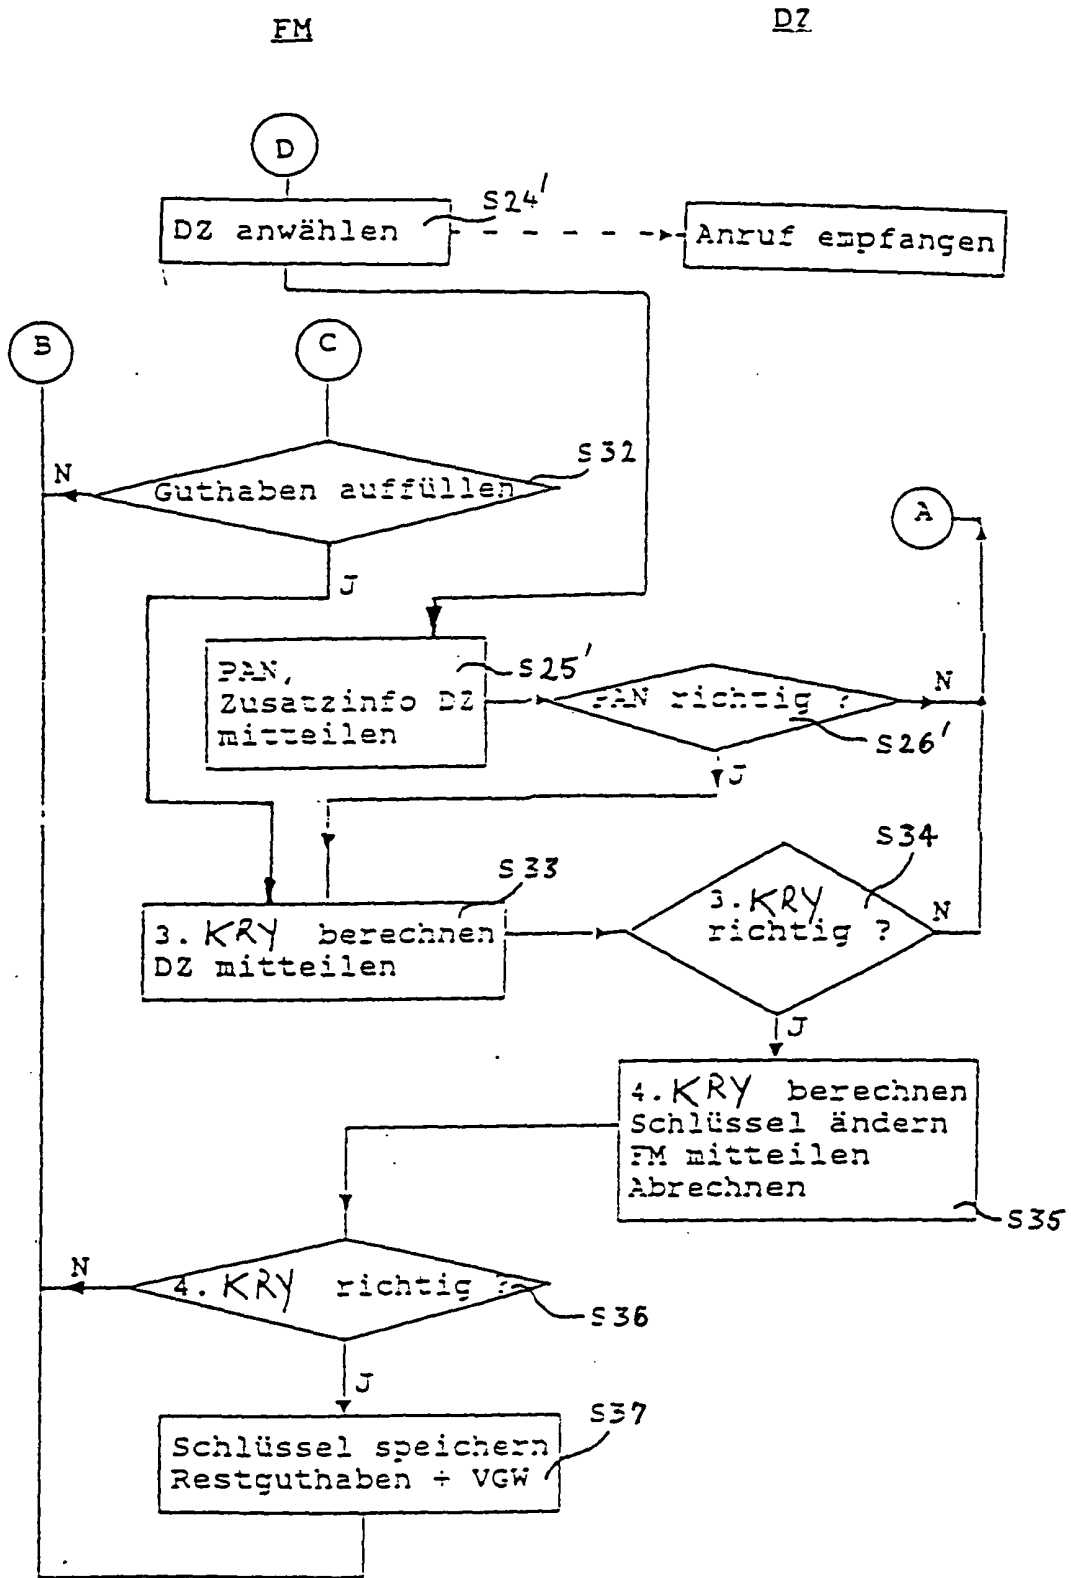 FM
DZ
D
S24'
DZ anwählen
Anruf empfangen
B
C
S32
N
Guthaben auffüllen
A
J
PAN,
Zusatzinfo DZ
mitteilen
S25'
PAN richtig ?
N
S26'
J
S33
S34
3. KRY berechnen
DZ mitteilen
3. KRY
richtig ?
N
J
4. KRY berechnen
Schlüssel ändern
FM mitteilen
Abrechnen
S35
N
4. KRY richtig ?
S36
J
S37
Schlüssel speichern
Restguthaben + VGW